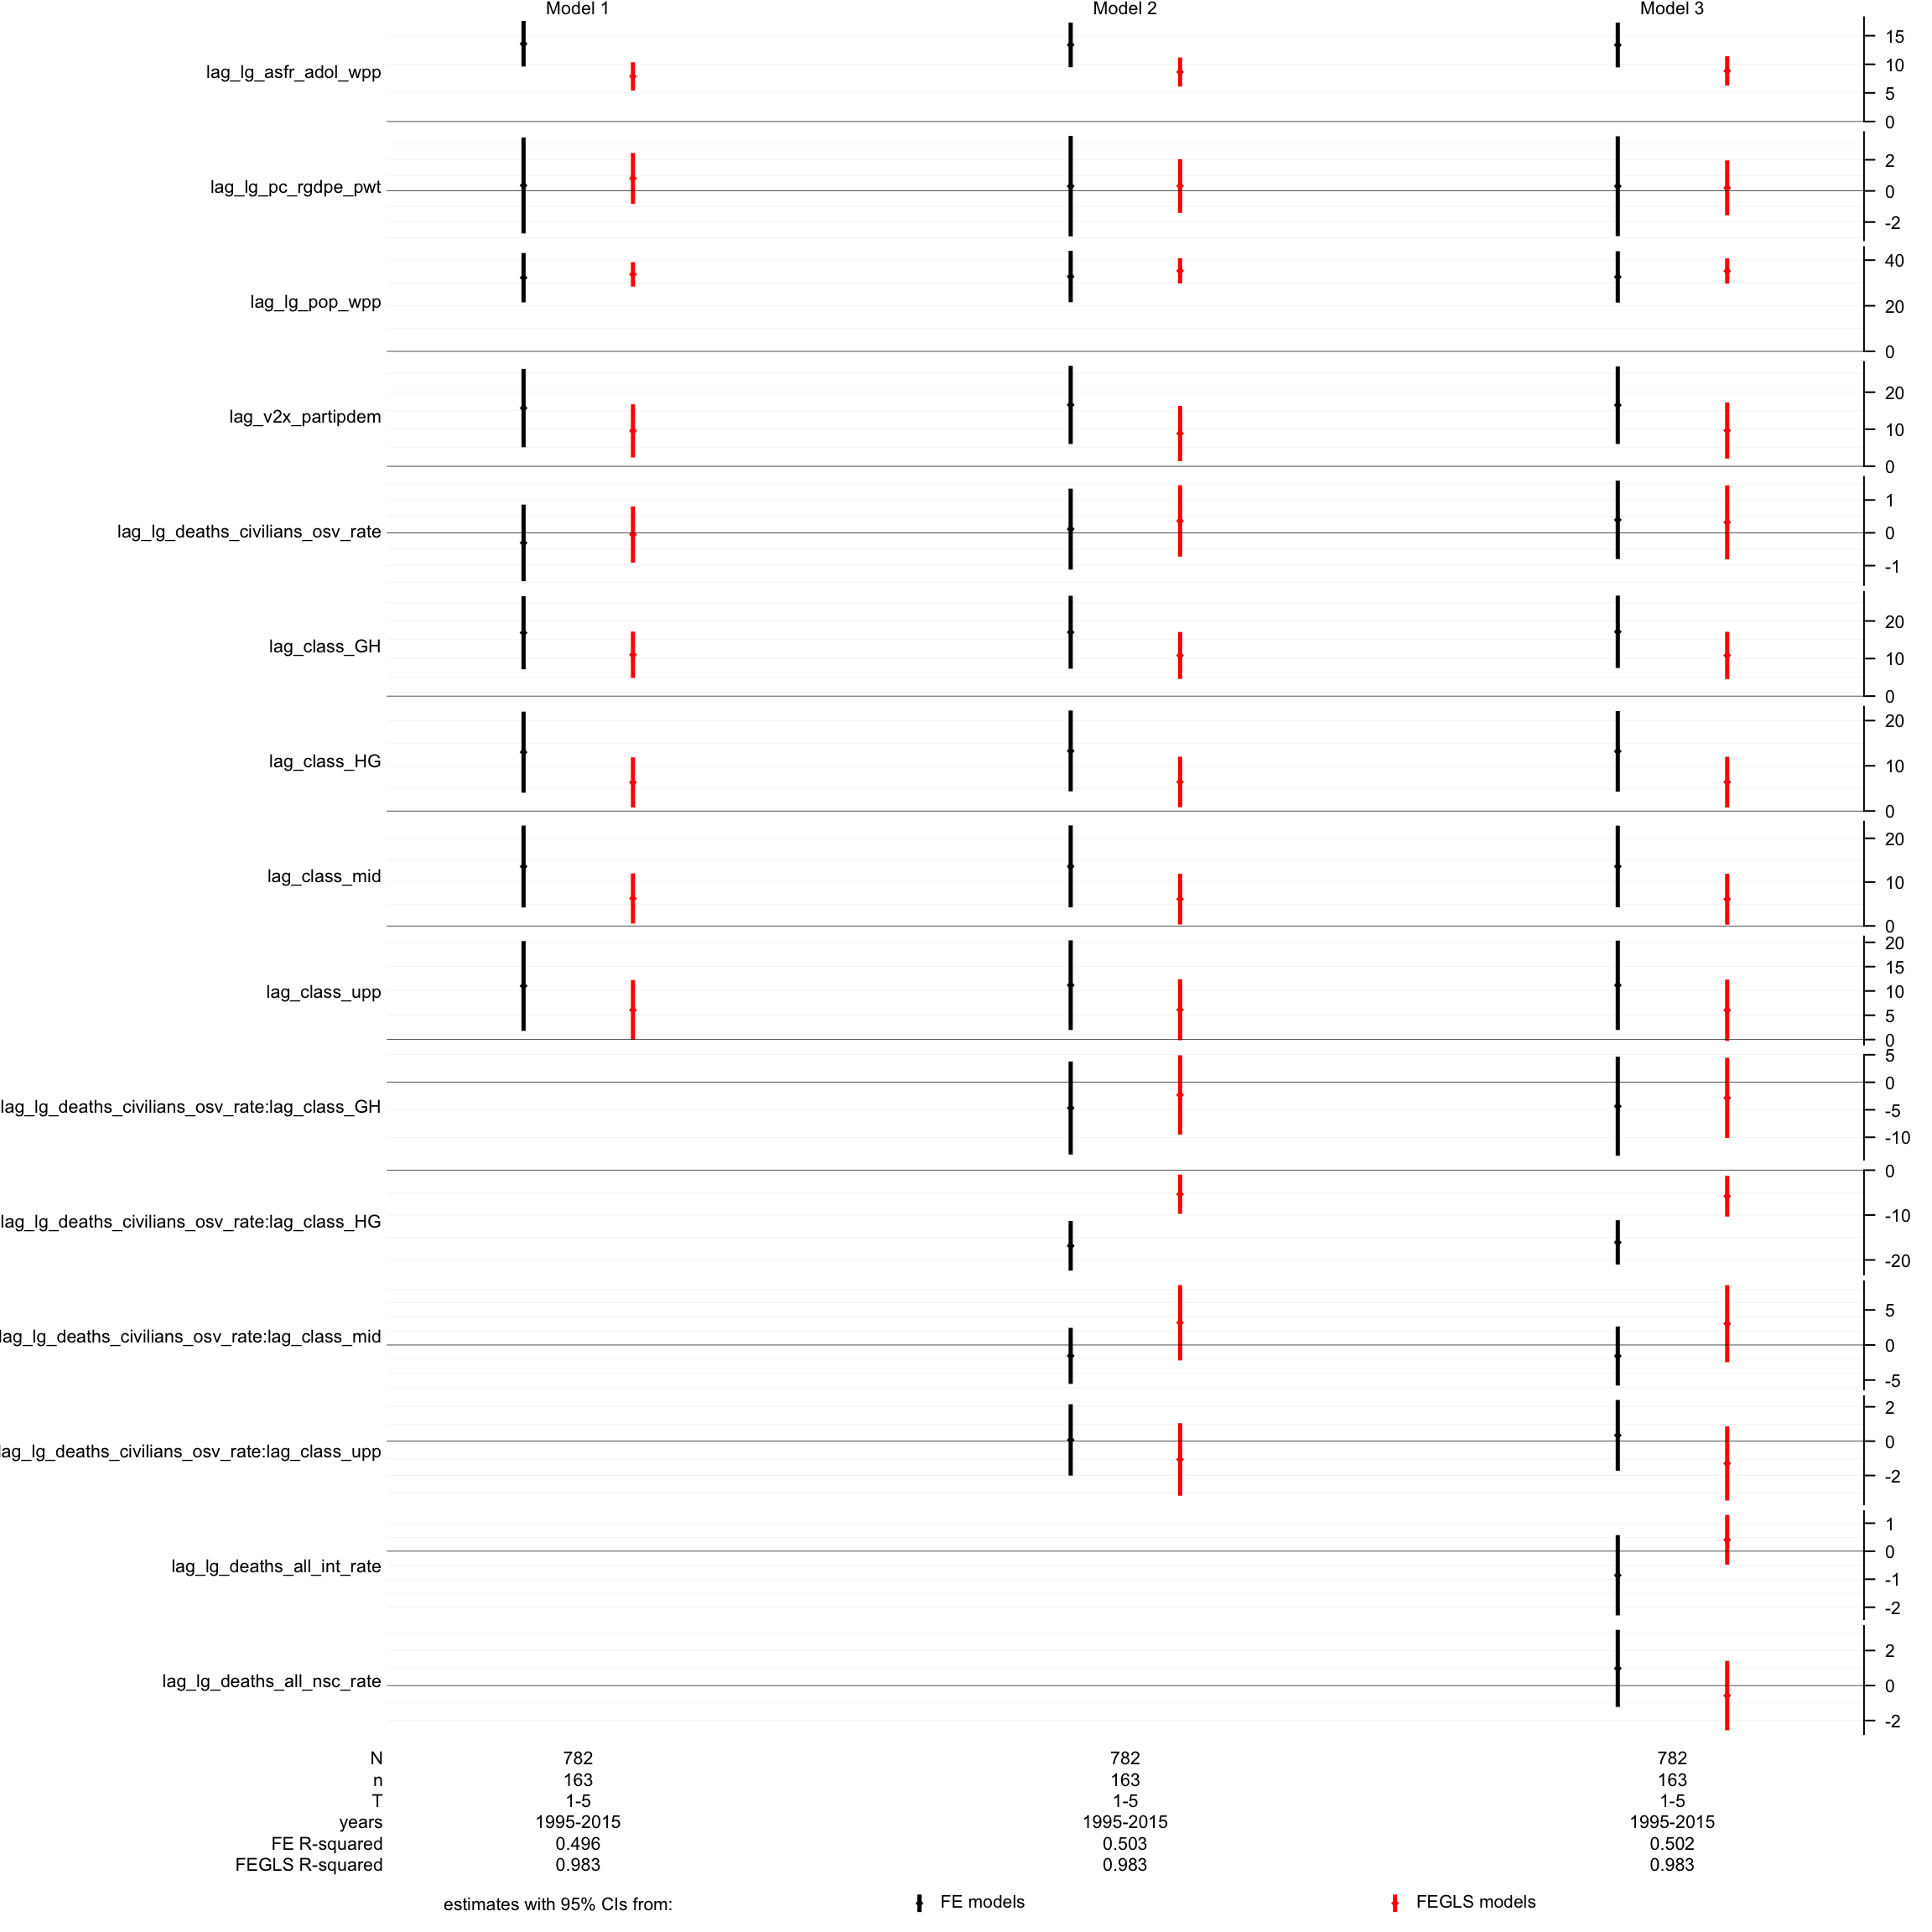 Model 1 Model 2 Model 3
lag_lg_asfr_adol_wpp
15
10
5
0
lag_lg_pc_rgdpe_pwt
2
0
-2
lag_lg_pop_wpp
40
20
0
lag_v2x_partipdem
20
10
0
lag_lg_deaths_civilians_osv_rate
1
0
-1
lag_class_GH
20
10
0
lag_class_HG
20
10
0
lag_class_mid
20
10
0
lag_class_upp
20
15
10
5
0
lag_lg_deaths_civilians_osv_rate:lag_class_GH
5
0
-5
-10
lag_lg_deaths_civilians_osv_rate:lag_class_HG
0
-10
-20
lag_lg_deaths_civilians_osv_rate:lag_class_mid
5
0
-5
lag_lg_deaths_civilians_osv_rate:lag_class_upp
2
0
-2
lag_lg_deaths_all_int_rate
1
0
-1
-2
lag_lg_deaths_all_nsc_rate
2
0
-2
N 782 782 782
n 163 163 163
T 1-5 1-5 1-5
years 1995-2015 1995-2015 1995-2015
FE R-squared 0.496 0.503 0.502
FEGLS R-squared 0.983 0.983 0.983
estimates with 95% CIs from: FE models FEGLS models